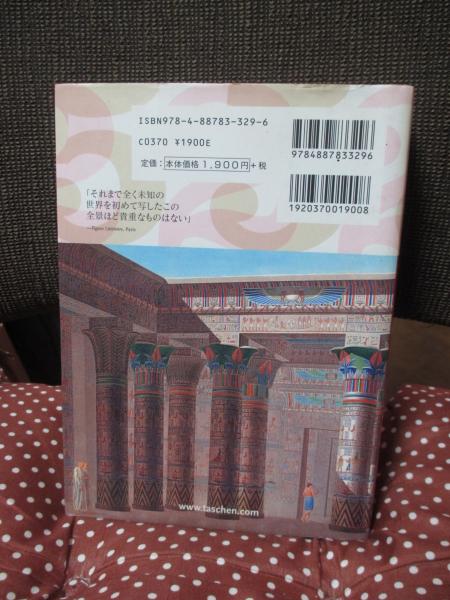 ISBN978-4-88783-329-6
C0370 ¥1900E
定価:本体価格1,900円+税
9784887833296
1920370019008
「それまで全く未知の
世界を初めて写したこの
全景ほど貴重なものはない」
—Figaro Littéraire, Paris
www.taschen.com